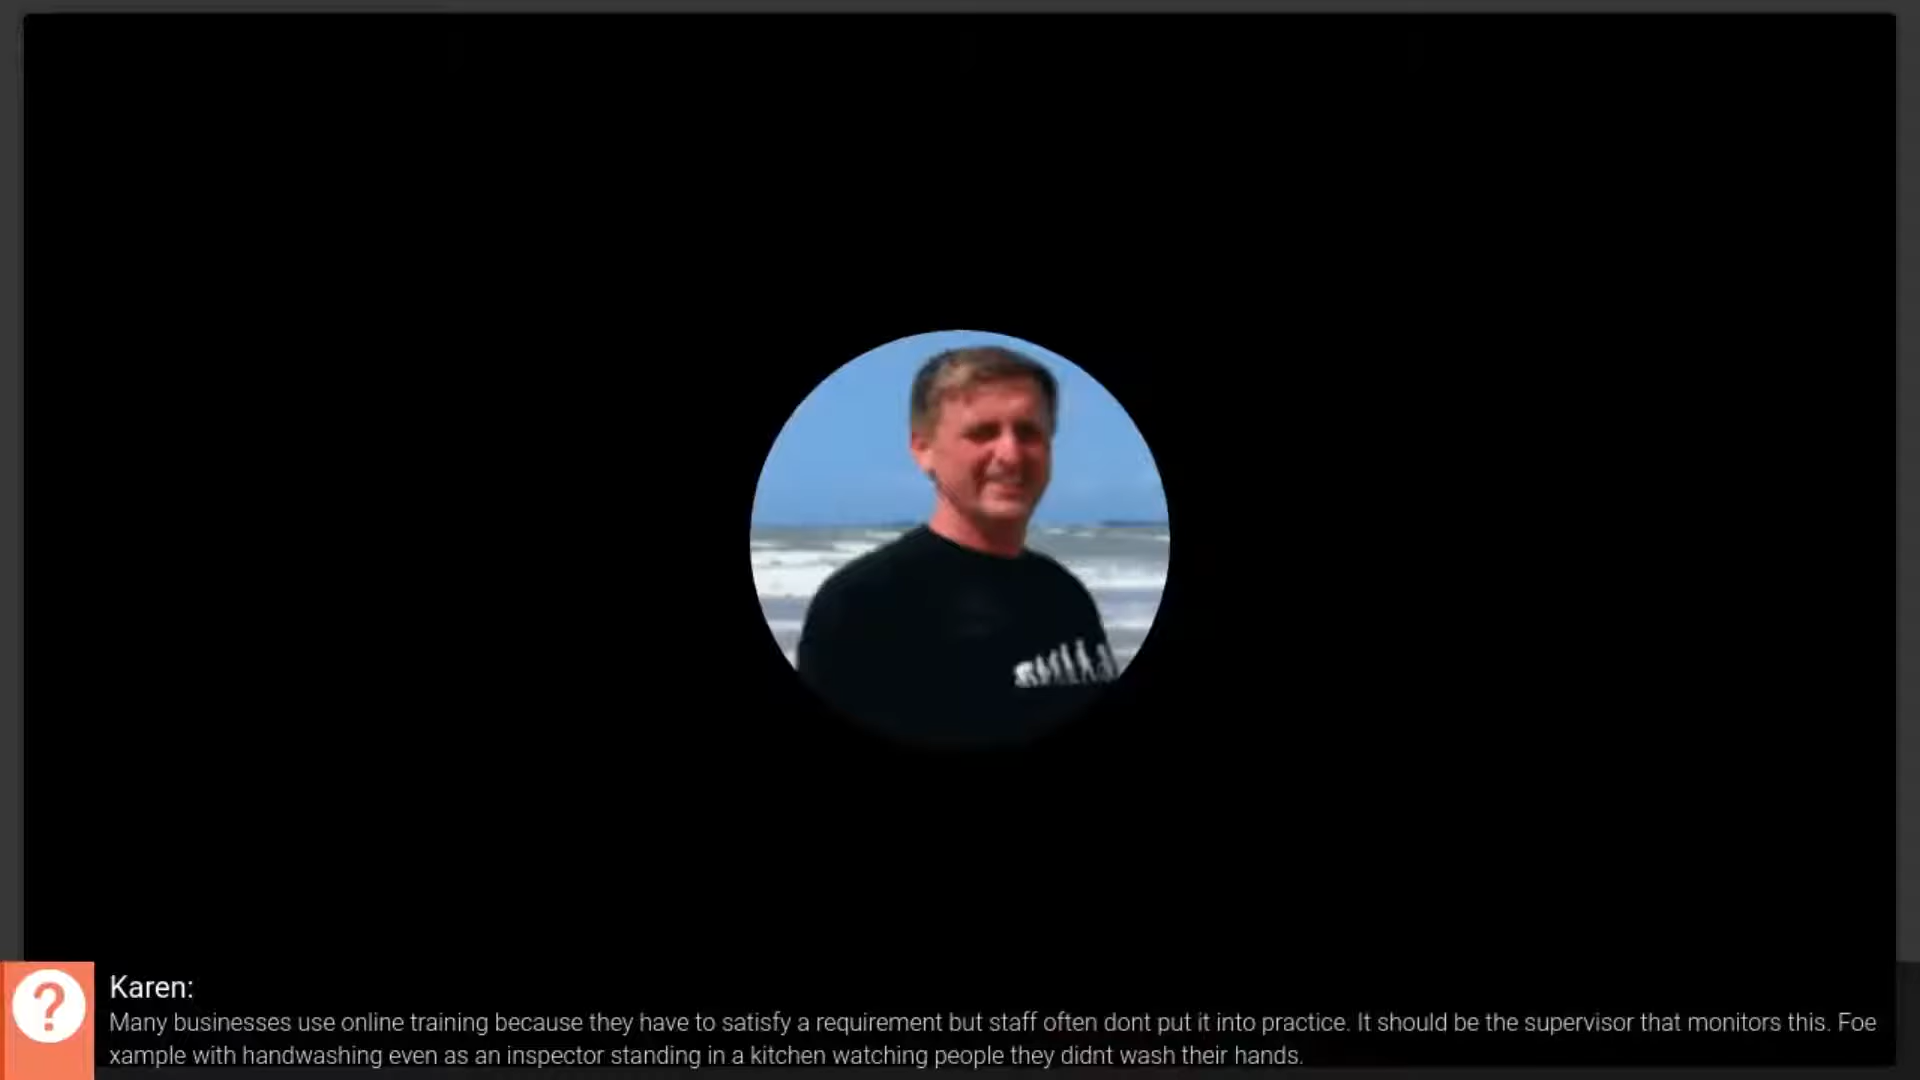 ?
Karen:
Many businesses use online training because they have to satisfy a requirement but staff often dont put it into practice. It should be the supervisor that monitors this. Foe
xample with handwashing even as an inspector standing in a kitchen watching people they didnt wash their hands.